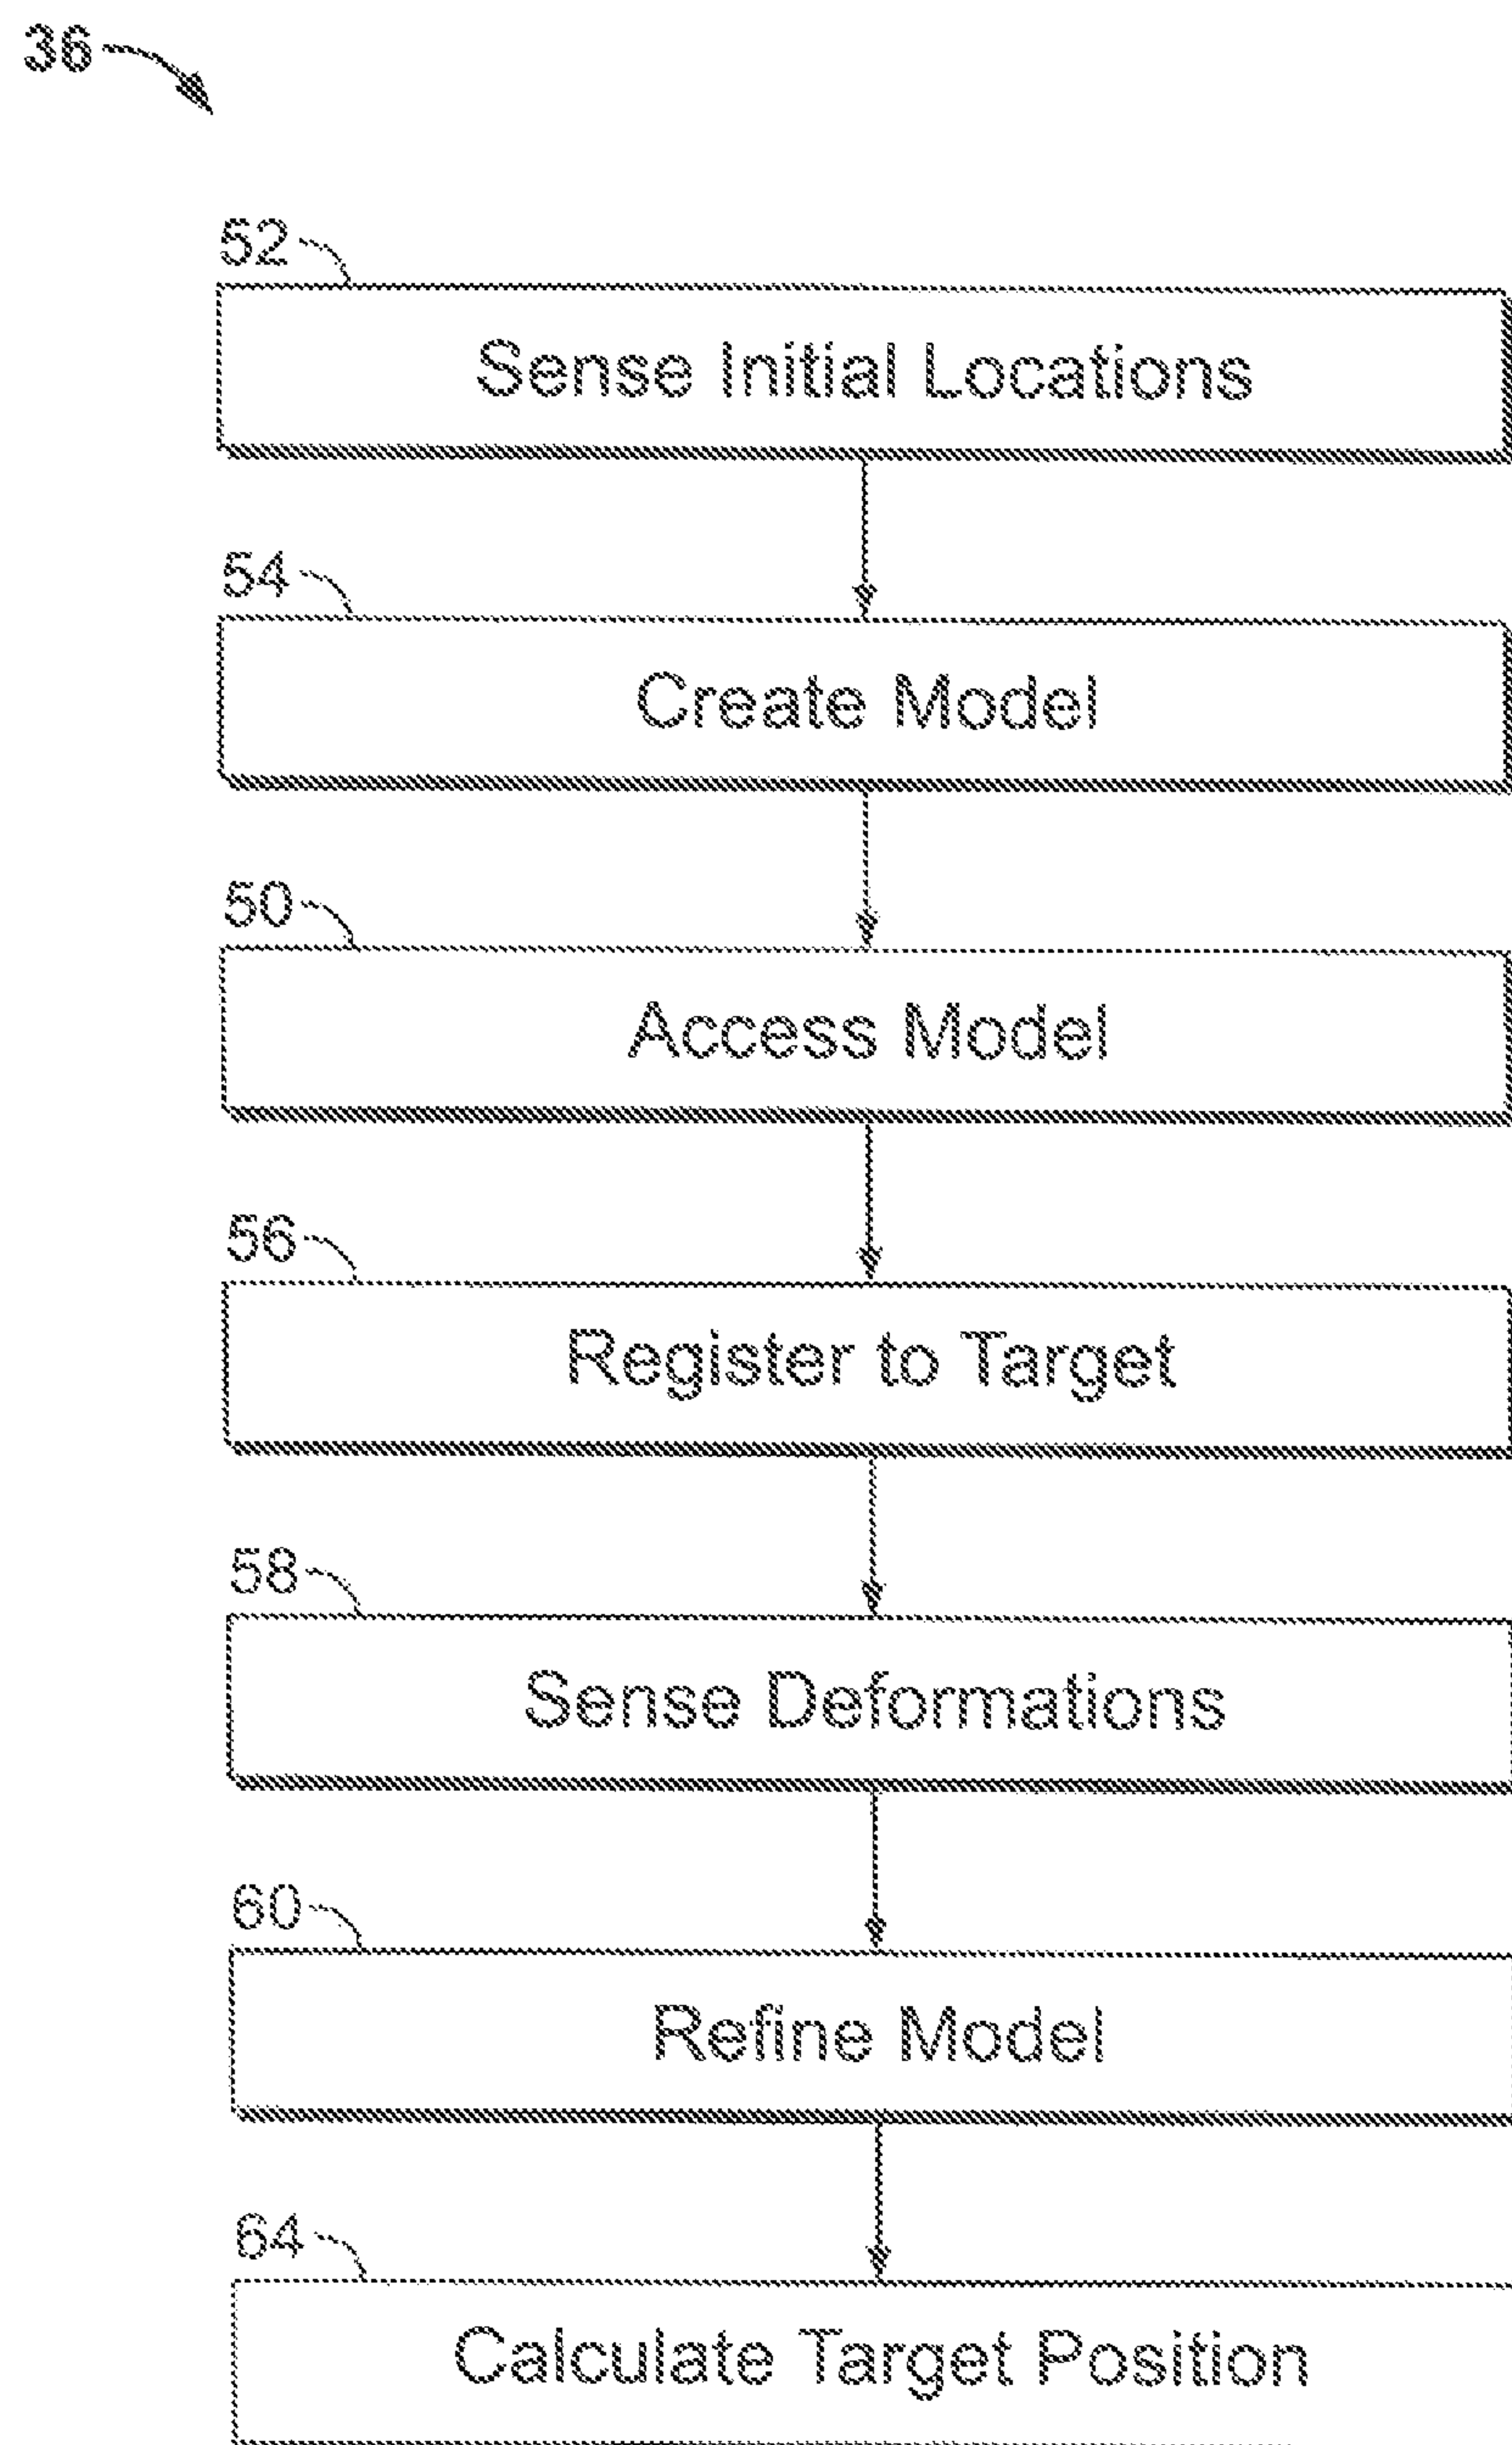 36
52
Sense Initial Locations
54
Create Model
50
Access Model
56
Register to Target
58
Sense Deformations
60
Refine Model
64
Calculate Target Position